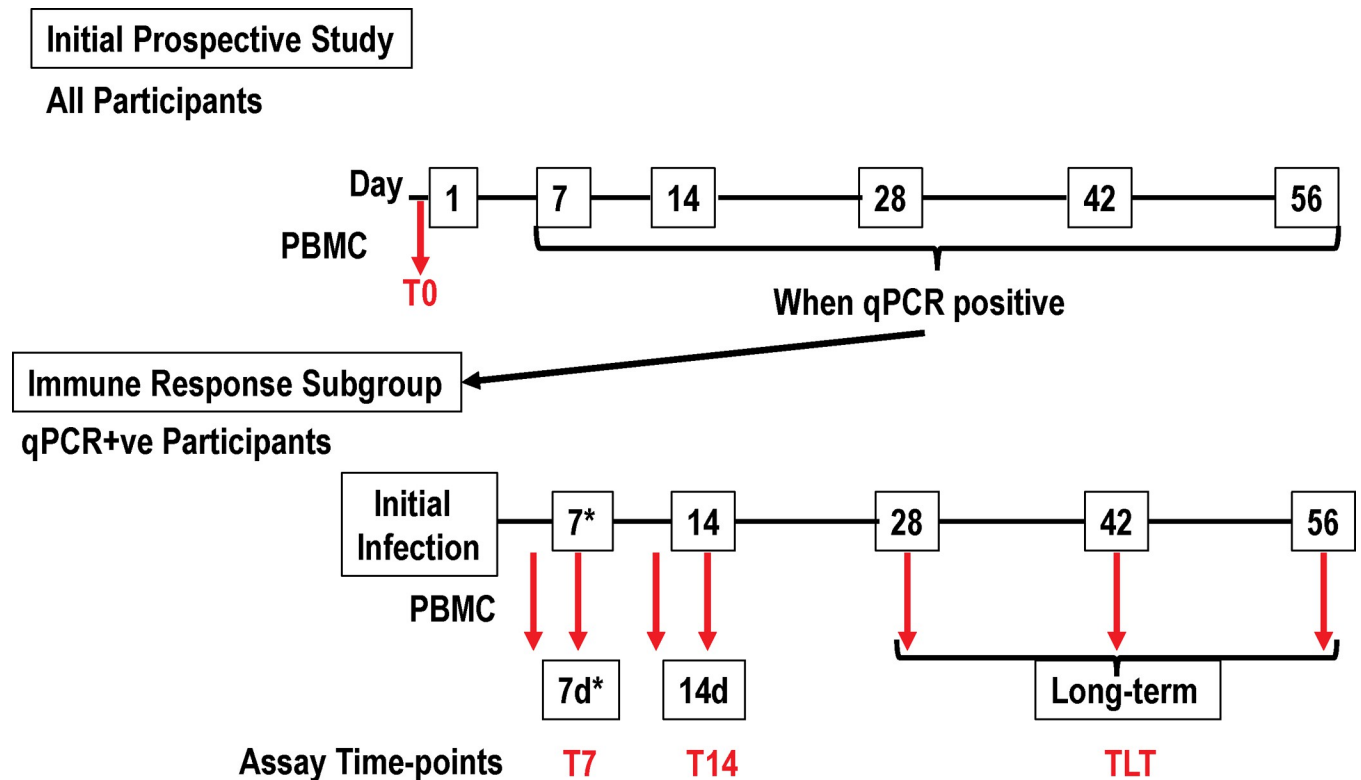 Initial Prospective Study
All Participants
Day 1 7 14 28 42 56
PBMC
T0
When qPCR positive
Immune Response Subgroup
qPCR+ve Participants
Initial
Infection
7* 14 28 42 56
PBMC
7d* 14d Long-term
Assay Time-points T7 T14 TLT